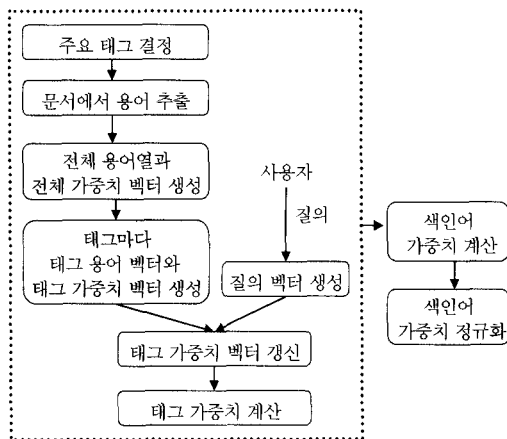 주요 태그 결정
문서에서 용어 추출
전체 용어열과
전체 가중치 벡터 생성
태그마다
태그 용어 벡터와
태그 가중치 벡터 생성
사용자
질의
질의 벡터 생성
태그 가중치 벡터 갱신
태그 가중치 계산
색인어
가중치 계산
색인어
가중치 정규화